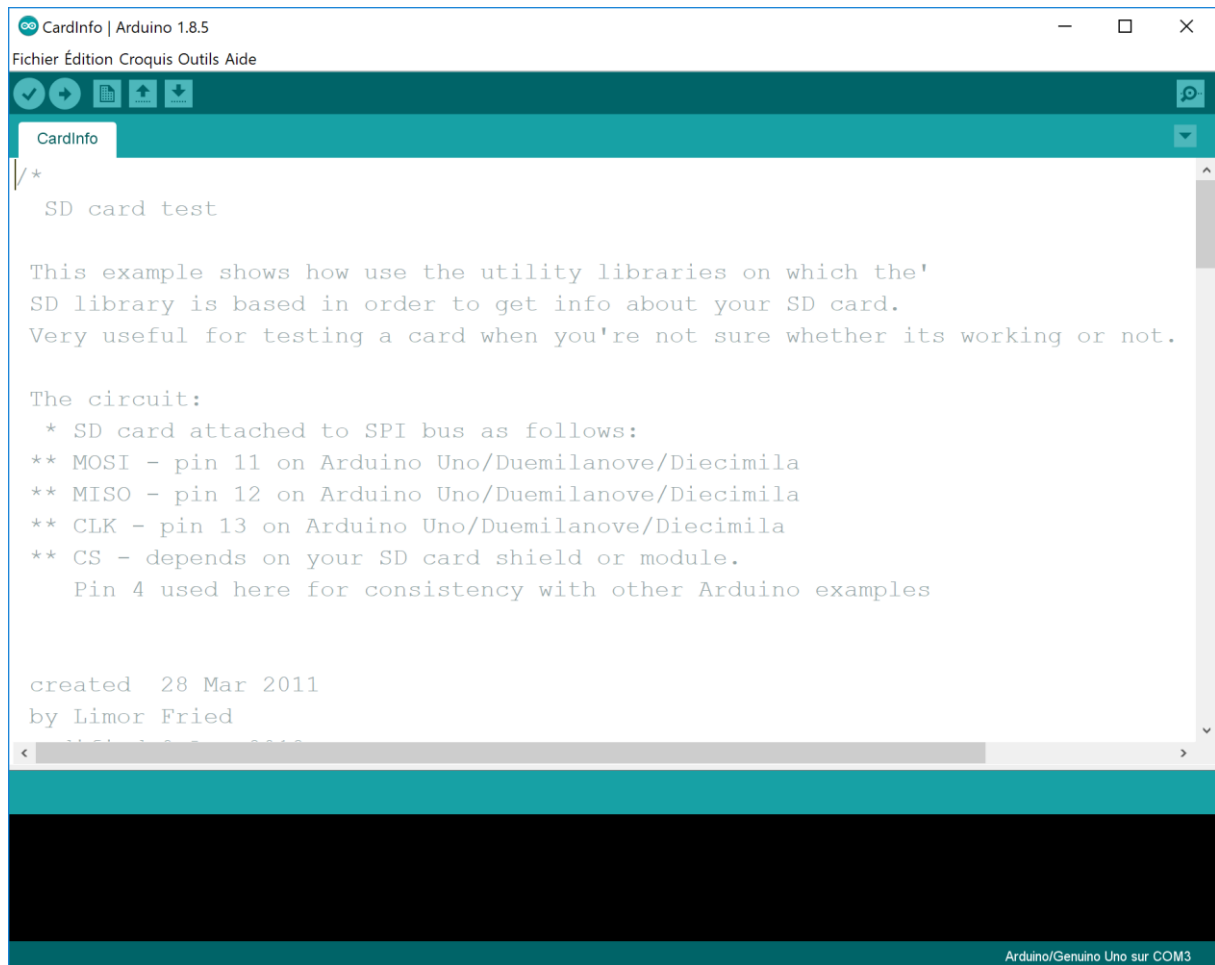 CardInfo | Arduino 1.8.5
Fichier Édition Croquis Outils Aide
CardInfo
/*
SD card test
This example shows how use the utility libraries on which the'
SD library is based in order to get info about your SD card.
Very useful for testing a card when you're not sure whether its working or not.
The circuit:
* SD card attached to SPI bus as follows:
** MOSI - pin 11 on Arduino Uno/Duemilanove/Diecimila
** MISO - pin 12 on Arduino Uno/Duemilanove/Diecimila
** CLK - pin 13 on Arduino Uno/Duemilanove/Diecimila
** CS - depends on your SD card shield or module.
Pin 4 used here for consistency with other Arduino examples
created  28 Mar 2011
by Limor Fried
Arduino/Genuino Uno sur COM3